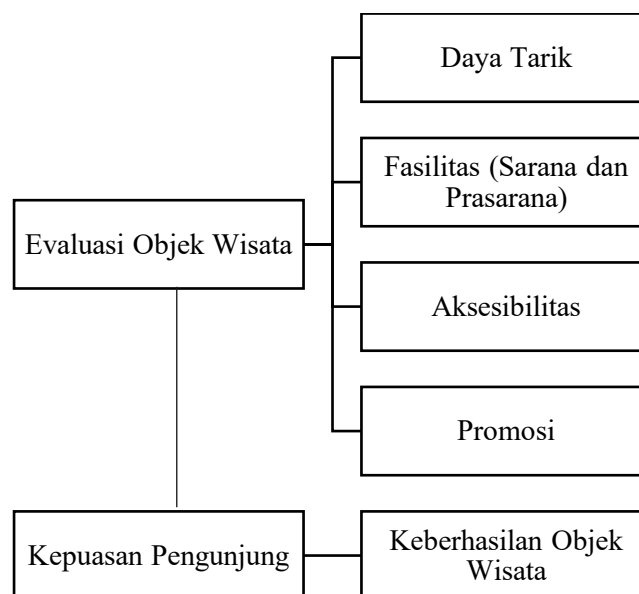 Daya Tarik
Fasilitas (Sarana dan
Prasarana)
Evaluasi Objek Wisata
Aksesibilitas
Promosi
Kepuasan Pengunjung
Keberhasilan Objek
Wisata